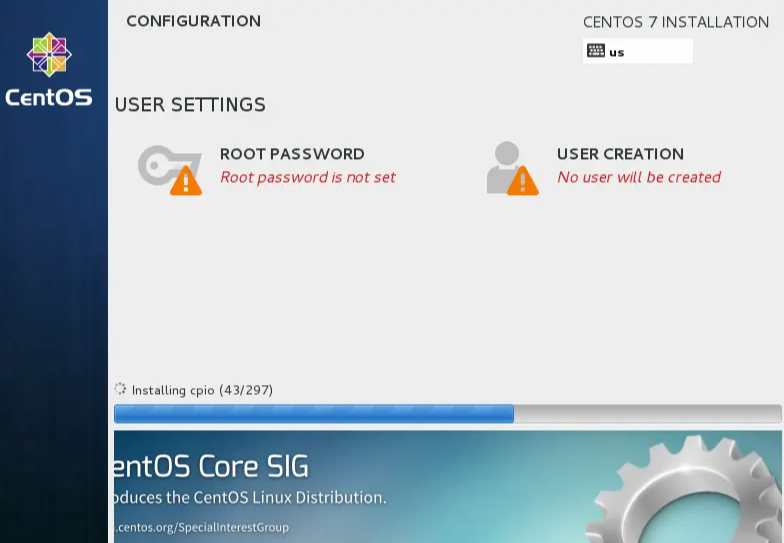 CONFIGURATION
CENTOS 7 INSTALLATION
us
CentOS
USER SETTINGS
ROOT PASSWORD
Root password is not set
USER CREATION
No user will be created
Installing cpio (43/297)
entOS Core SIG
oduces the CentOS Linux Distribution.
.centos.org/SpecialInterestGroup